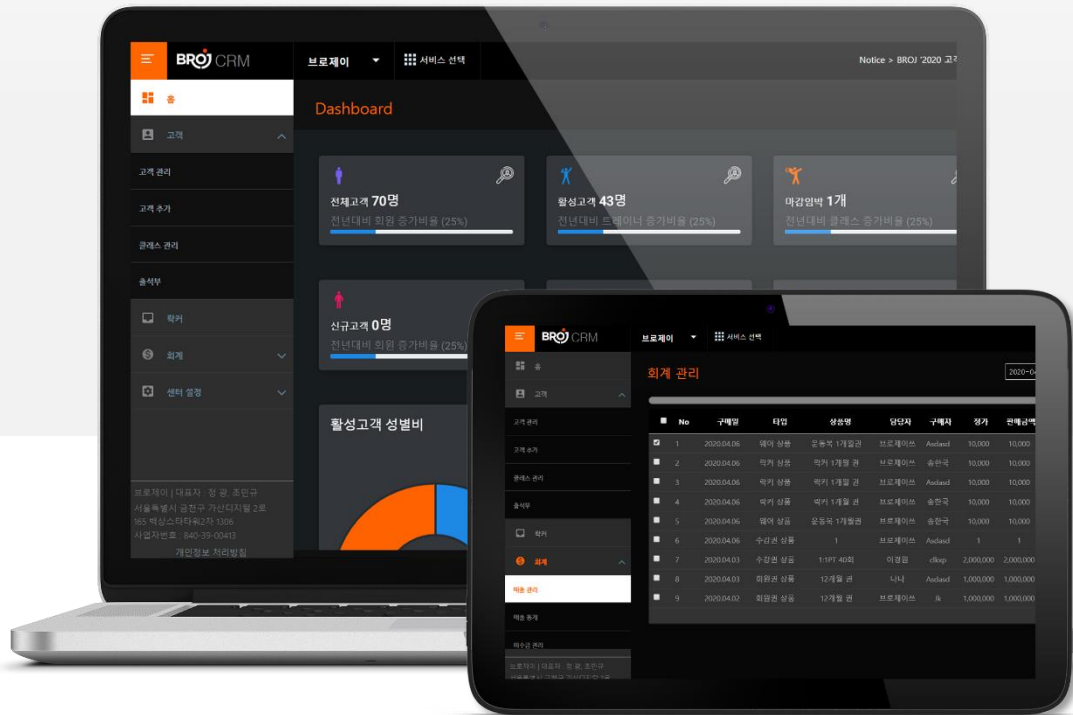 BROJ CRM
브로제이
서비스 선택
Notice > BROJ '2020 고객
홈
Dashboard
고객
고객 관리
고객 추가
클래스 관리
출석부
락커
회계
센터 설정
전체고객 70명
전년대비 회원 증가비율 (25%)
활성고객 43명
전년대비 트레이너 증가비율 (25%)
마감임박 1개
전년대비 클래스 증가비율 (25%)
신규고객 0명
전년대비 회원 증가비율 (25%)
활성고객 성별비
브로제이 | 대표자 : 정 광, 조민규
서울특별시 금천구 가산디지털 2로
165 백상스타타워2차 1306
사업자번호 : 840-39-00413
개인정보 처리방침
BROJ CRM
브로제이
서비스 선택
홈
고객
고객 관리
고객 추가
클래스 관리
출석부
락커
회계
매출 관리
매출 통계
미수금 관리
브로제이 | 대표자 : 정 광, 조민규
회계 관리
2020-04
No 구매일 타입 상품명 담당자 구매자 정가 판매금액
1 2020.04.06 웨어 상품 운동복 1개월권 브로제이쓰 Asdasd 10,000 10,000
2 2020.04.06 락커 상품 락커 1개월 권 브로제이쓰 송한국 10,000 10,000
3 2020.04.06 락커 상품 락커 1개월 권 브로제이쓰 Asdasd 10,000 10,000
4 2020.04.06 락커 상품 락커 1개월 권 브로제이쓰 송한국 10,000 10,000
5 2020.04.06 웨어 상품 운동복 1개월권 브로제이쓰 송한국 10,000 10,000
6 2020.04.06 수강권 상품 1 브로제이쓰 Asdasd 1 1
7 2020.04.03 수강권 상품 1:1PT 40회 이경원 2,000,000 2,000,000
8 2020.04.03 회원권 상품 12개월 권 나니 Asdasd 1,000,000 1,000,000
9 2020.04.02 회원권 상품 12개월 권 브로제이쓰 Jk 1,000,000 1,000,000